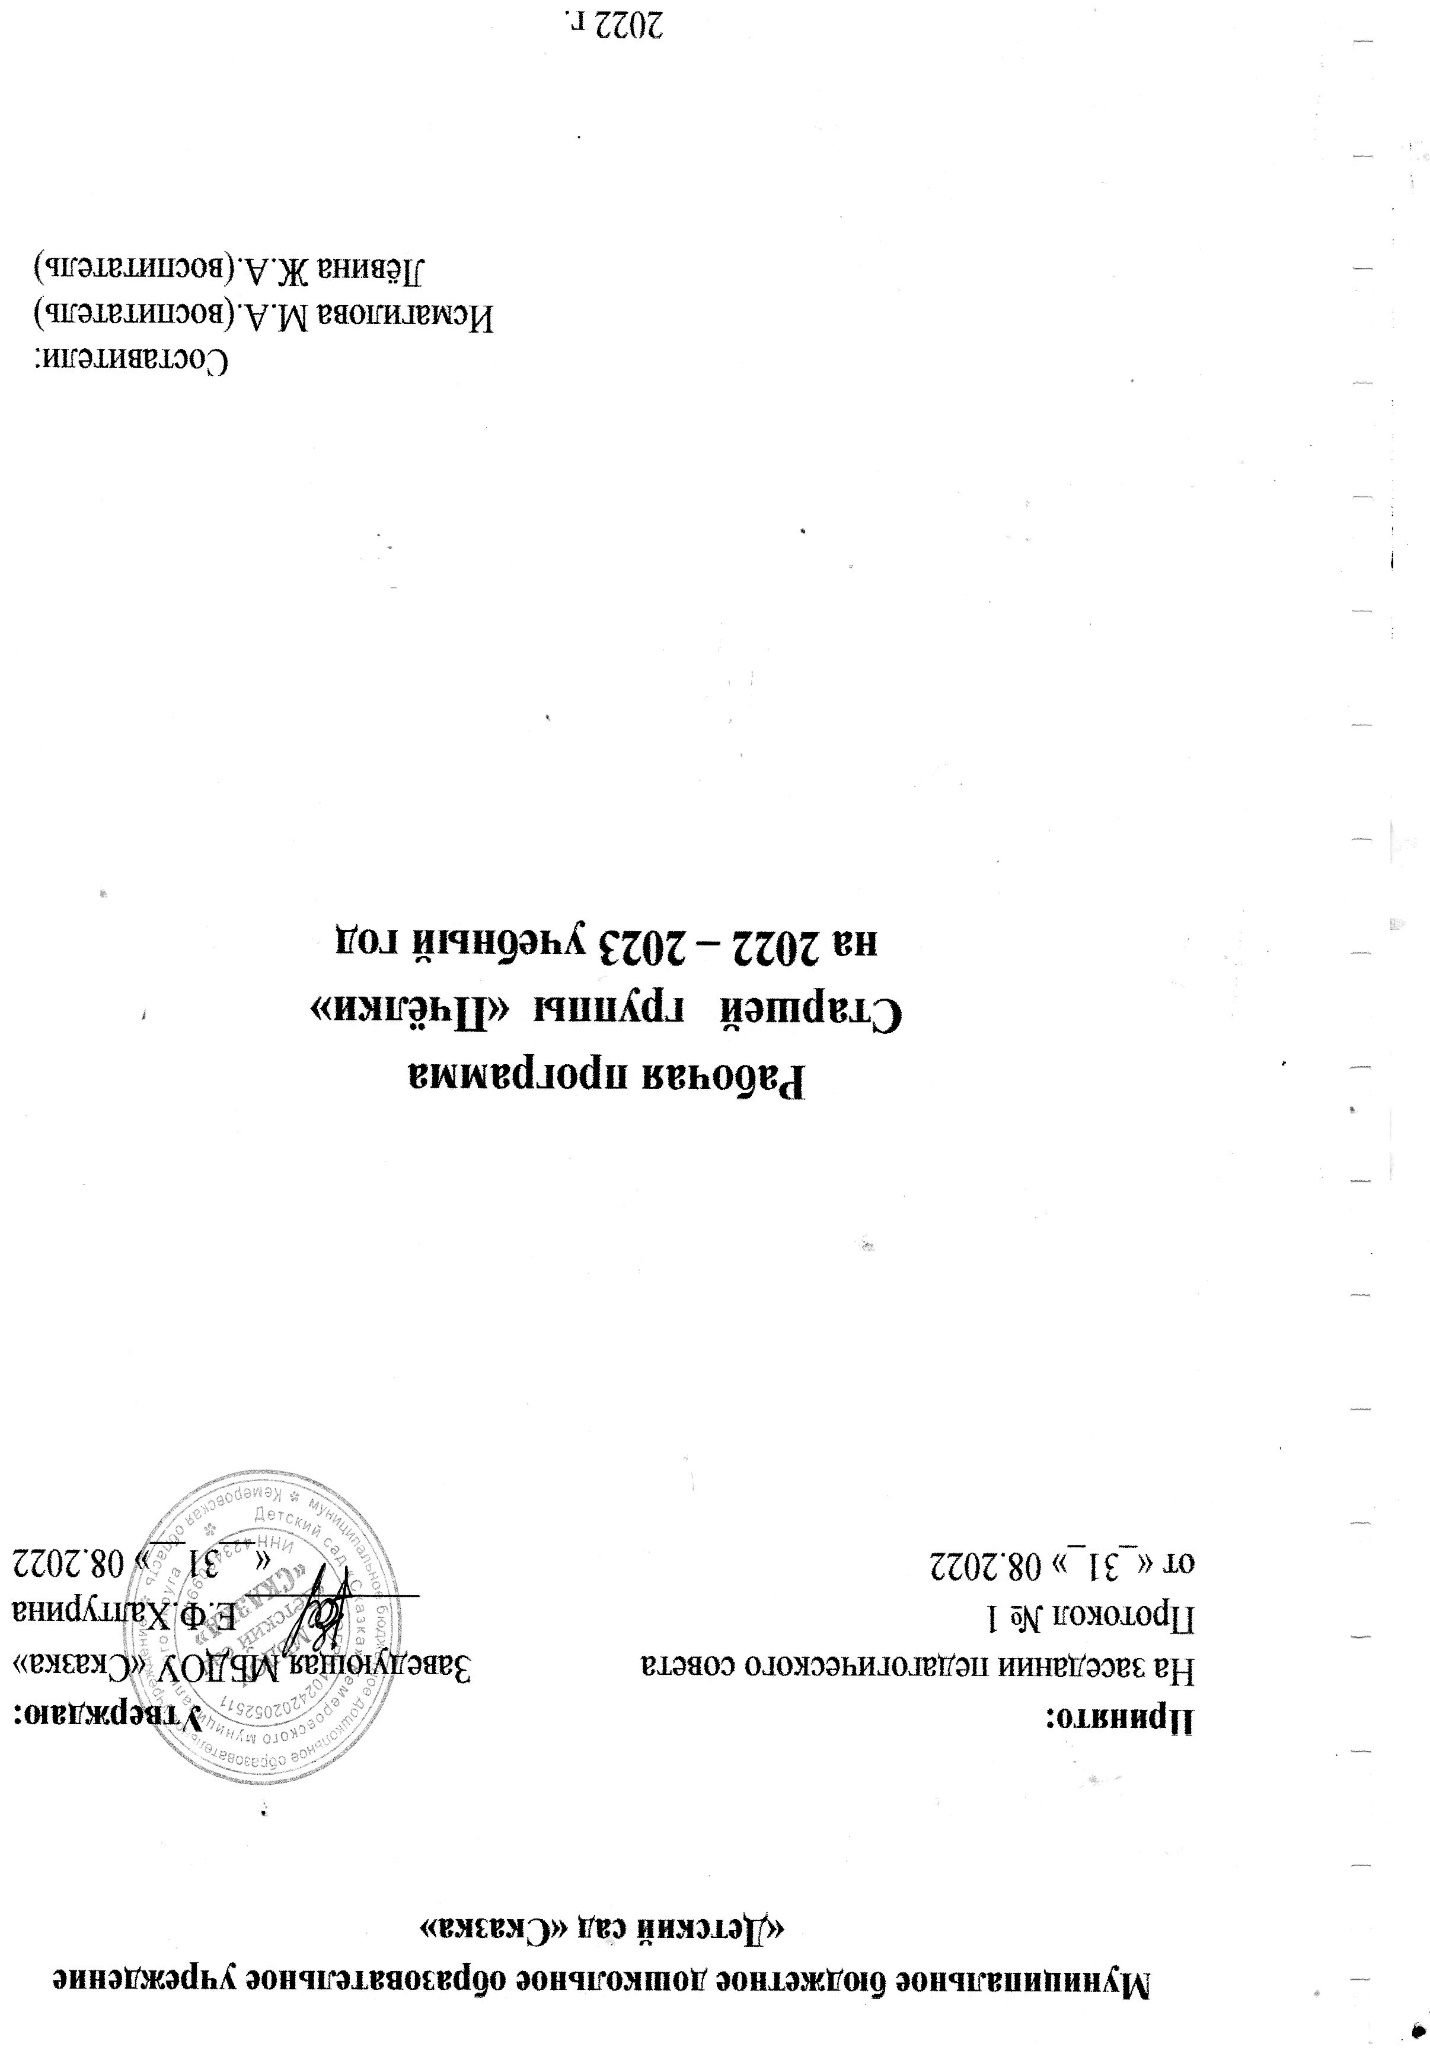 Муниципальное бюджетное дошкольное образовательное учреждение
«Детский сад «Сказка»
Принято:
На заседании педагогического совета
Протокол № 1
от «_31_» 08.2022
Утверждаю:
Заведующая МБДОУ «Сказка»
Е.Ф.Халтурина
«__31__» 08.2022
Рабочая программа
Старшей группы «Пчёлки»
на 2022 – 2023 учебный год
Составители:
Исмагилова М.А.(воспитатель)
Лёвина Ж.А.(воспитатель)
2022 г.